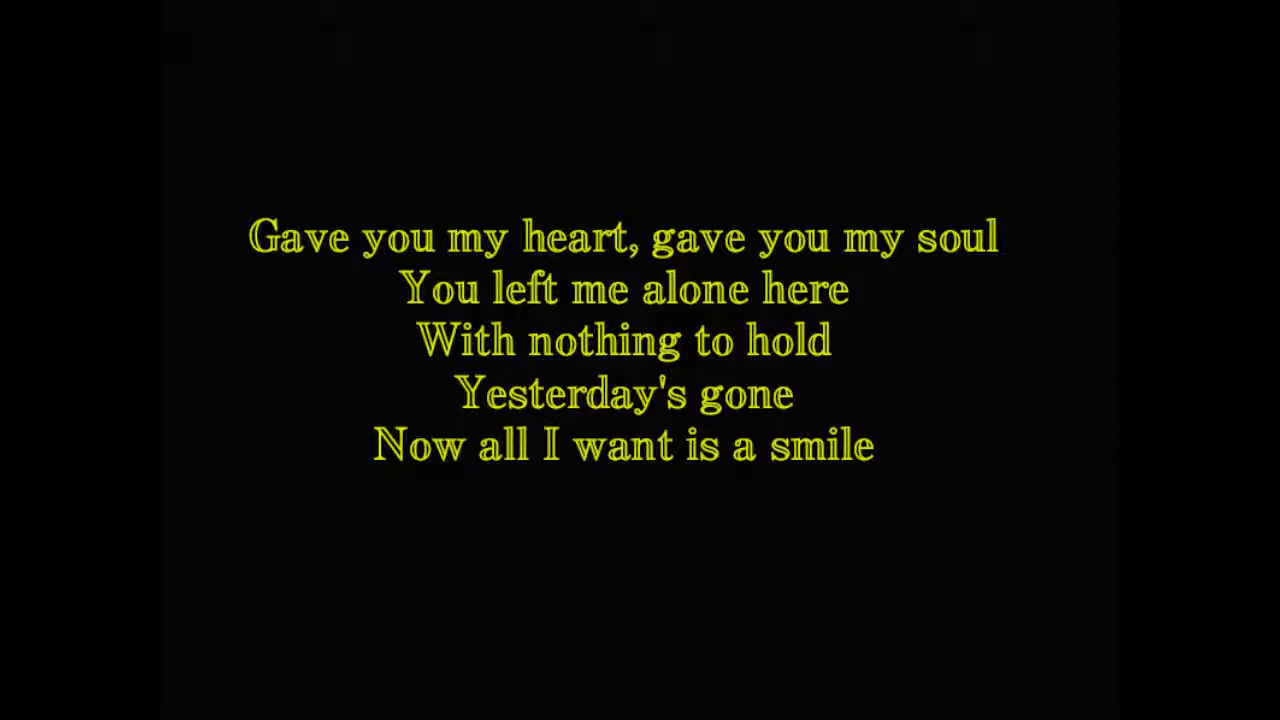 Gave you my heart, gave you my soul
You left me alone here
With nothing to hold
Yesterday's gone
Now all I want is a smile